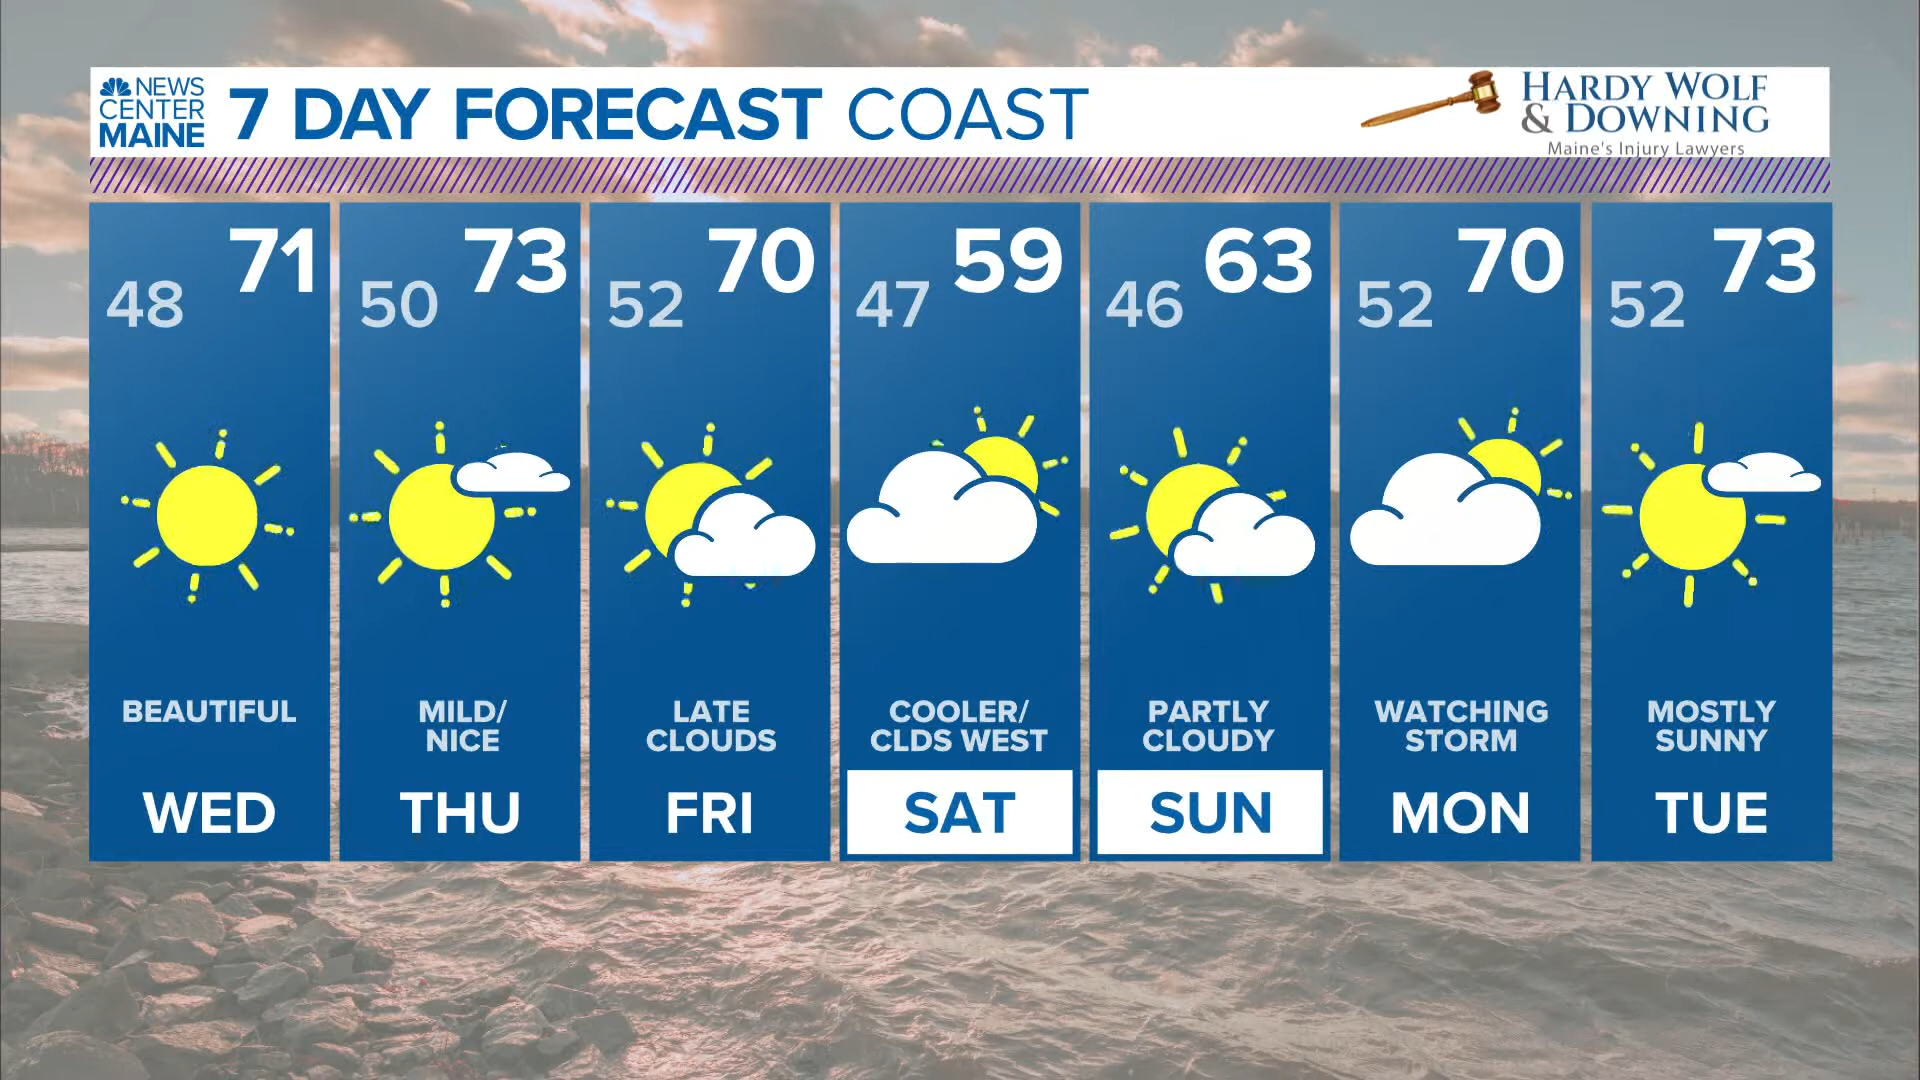 NEWS
CENTER
MAINE
7 DAY FORECAST COAST
HARDY WOLF
& DOWNING
Maine's Injury Lawyers
48 71
50 73
52 70
47 59
46 63
52 70
52 73
BEAUTIFUL
MILD/
NICE
LATE
CLOUDS
COOLER/
CLDS WEST
PARTLY
CLOUDY
WATCHING
STORM
MOSTLY
SUNNY
WED
THU
FRI
SAT
SUN
MON
TUE